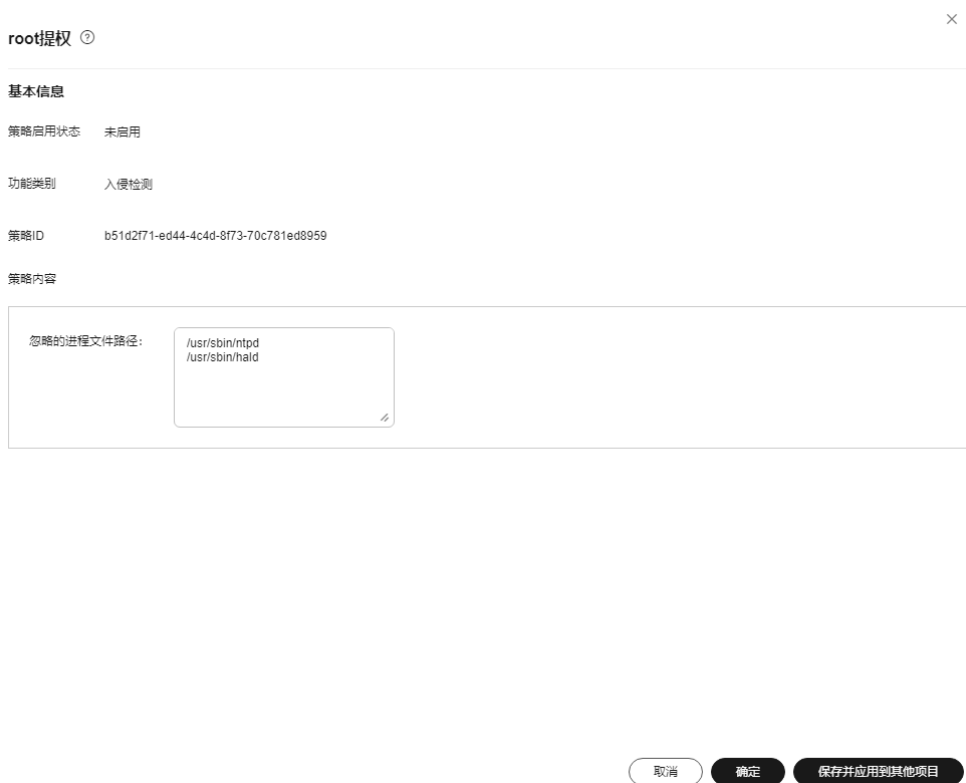 root提权
基本信息
策略启用状态 未启用
功能类别 入侵检测
策略ID b51d2f71-ed44-4c4d-8f73-70c781ed8959
策略内容
忽略的进程文件路径: /usr/sbin/ntpd
/usr/sbin/hald
取消 确定 保存并应用到其他项目